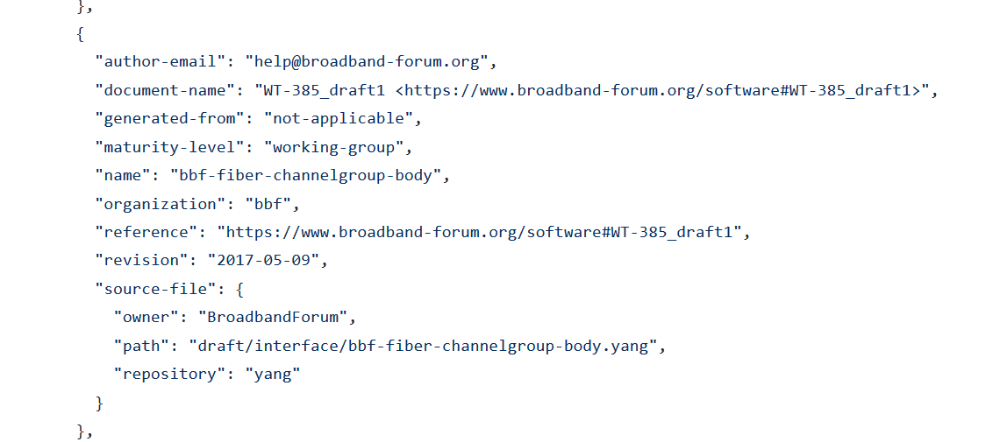 },
{
"author-email": "help@broadband-forum.org",
"document-name": "WT-385_draft1 <https://www.broadband-forum.org/software#WT-385_draft1>",
"generated-from": "not-applicable",
"maturity-level": "working-group",
"name": "bbf-fiber-channelgroup-body",
"organization": "bbf",
"reference": "https://www.broadband-forum.org/software#WT-385_draft1",
"revision": "2017-05-09",
"source-file": {
"owner": "BroadbandForum",
"path": "draft/interface/bbf-fiber-channelgroup-body.yang",
"repository": "yang"
}
},